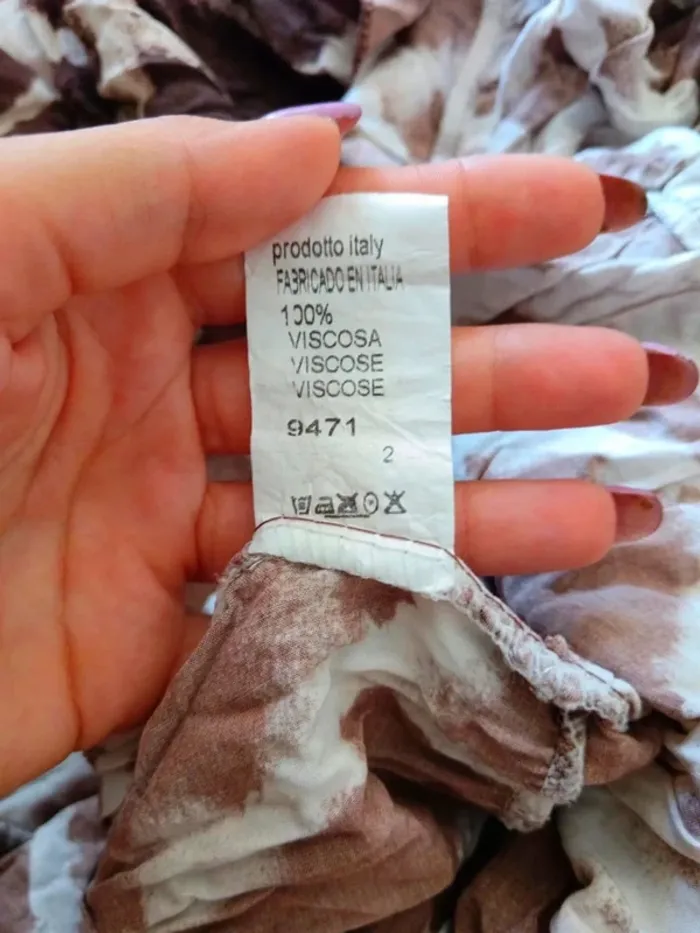 prodotto italy
FABRICADO EN ITALIA
100%
VISCOSA
VISCOSE
VISCOSE
9471
2